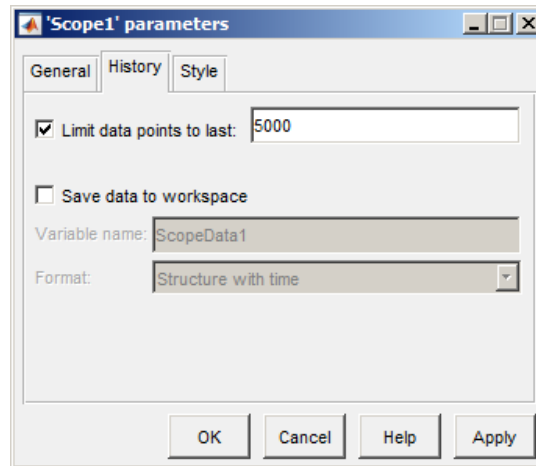 'Scope1' parameters
General History Style
Limit data points to last: 5000
Save data to workspace
Variable name: ScopeData1
Format: Structure with time
OK Cancel Help Apply